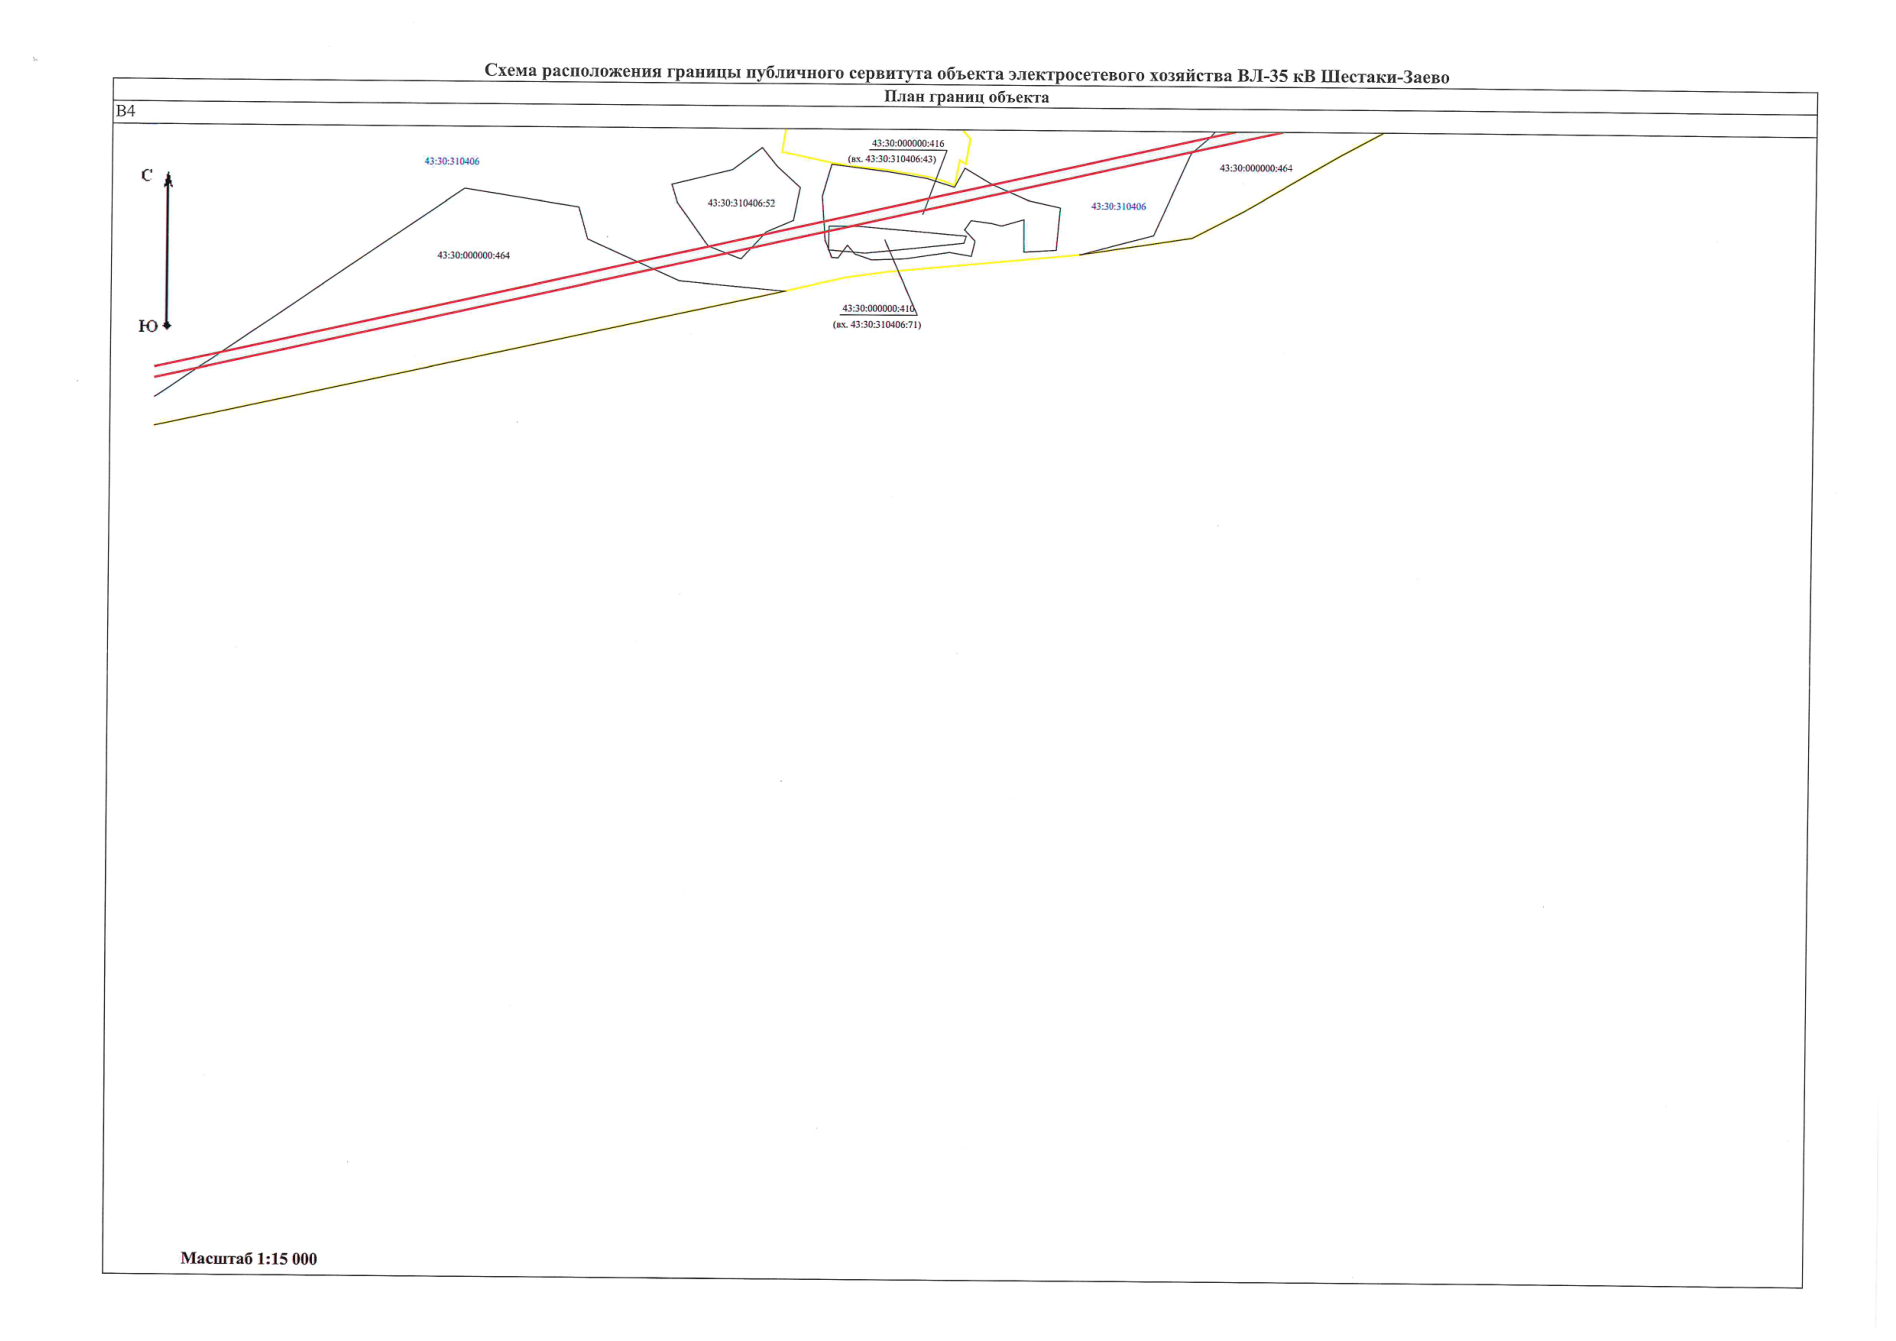 Схема расположения границы публичного сервитута объекта электросетевого хозяйства ВЛ-35 кВ Шестаки-Заево
План границ объекта
В4
С
Ю
43:30:310406
43:30:000000:464
43:30:310406:52
43:30:000000:416
(вх. 43:30:310406:43)
43:30:310406
43:30:000000:464
43:30:000000:410
(вх. 43:30:310406:71)
Масштаб 1:15 000